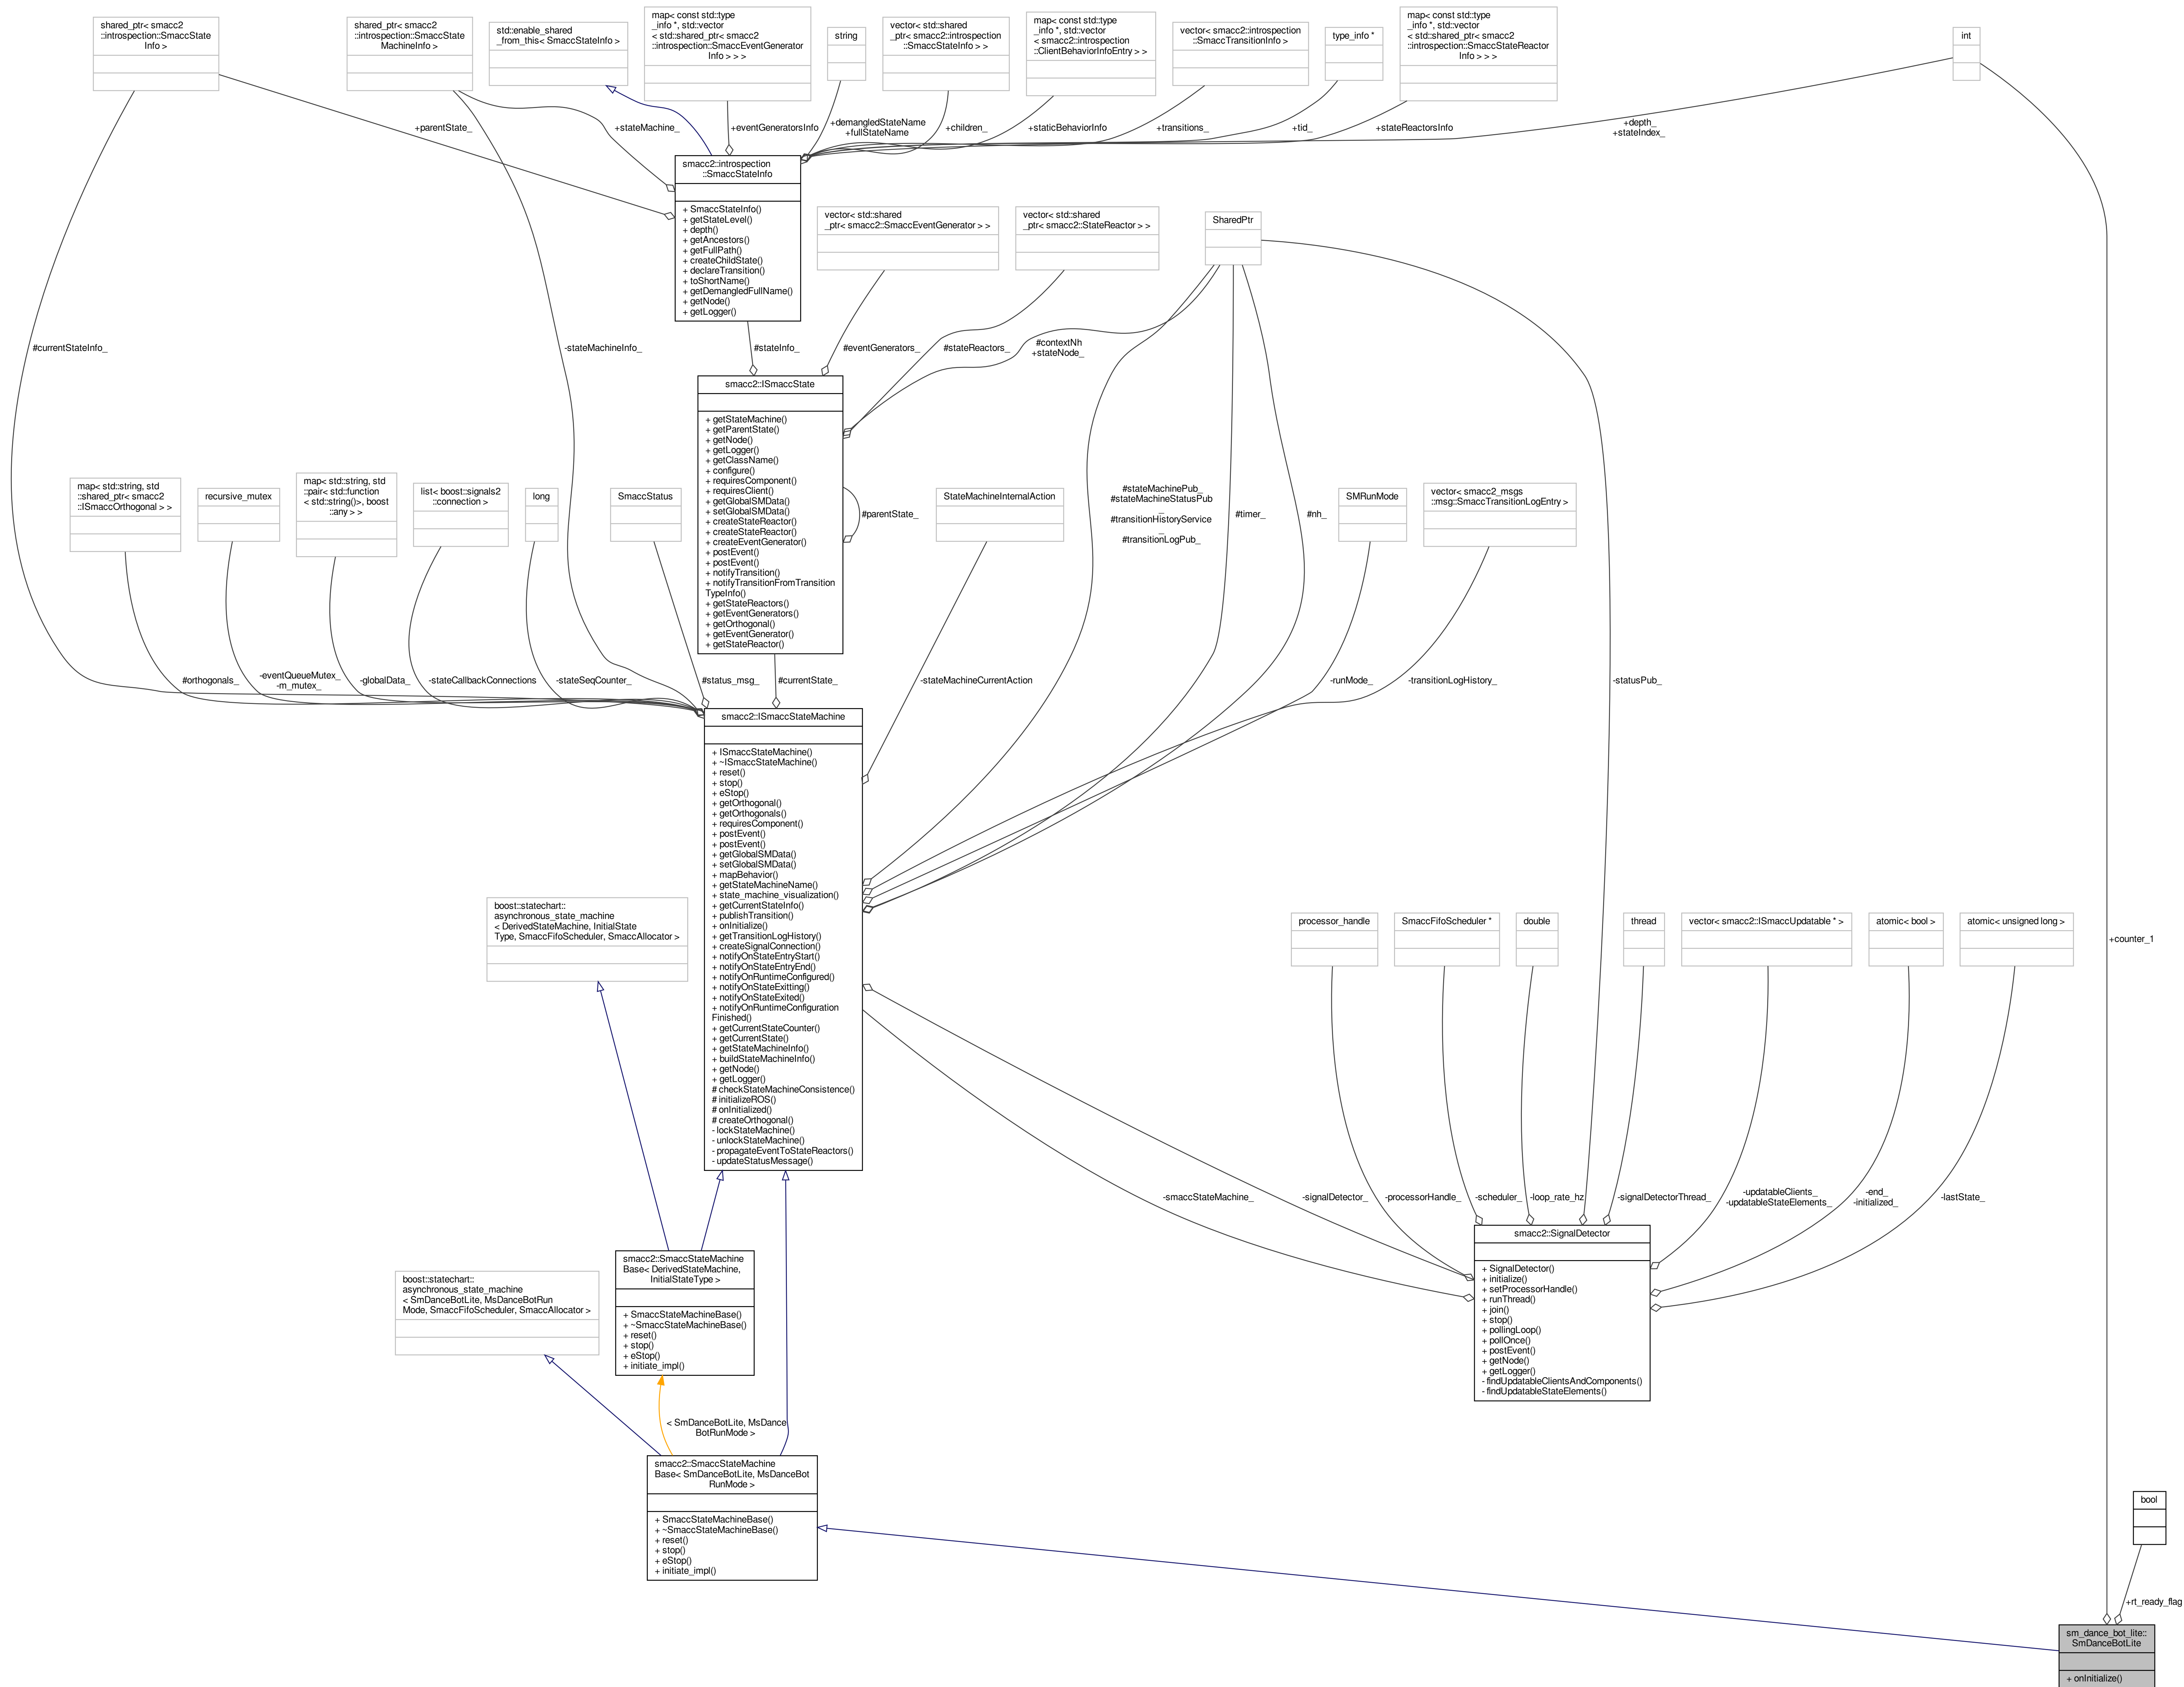 shared_ptr< smacc2
::introspection::SmaccState
Info >
shared_ptr< smacc2
::introspection::SmaccState
MachineInfo >
std::enable_shared
_from_this< SmaccStateInfo >
map< const std::type
_info *, std::vector
< std::shared_ptr< smacc2
::introspection::SmaccEventGenerator
Info > > >
string
vector< std::shared
_ptr< smacc2::introspection
::SmaccStateInfo > >
map< const std::type
_info *, std::vector
< smacc2::introspection
::ClientBehaviorInfoEntry > >
vector< smacc2::introspection
::SmaccTransitionInfo >
type_info *
map< const std::type
_info *, std::vector
< std::shared_ptr< smacc2
::introspection::SmaccStateReactor
Info > > >
int
+parentState_
+stateMachine_
+eventGeneratorsInfo
+demangledStateName
+fullStateName
+children_
+staticBehaviorInfo
+transitions_
+tid_
+stateReactorsInfo
+depth_
+stateIndex_
smacc2::introspection
::SmaccStateInfo
+ SmaccStateInfo()
+ getStateLevel()
+ depth()
+ getAncestors()
+ getFullPath()
+ createChildState()
+ declareTransition()
+ toShortName()
+ getDemangledFullName()
+ getNode()
+ getLogger()
vector< std::shared
_ptr< smacc2::SmaccEventGenerator > >
vector< std::shared
_ptr< smacc2::StateReactor > >
SharedPtr
#currentStateInfo_
-stateMachineInfo_
#stateInfo_
#eventGenerators_
#stateReactors_
#contextNh
+stateNode_
smacc2::ISmaccState
+ getStateMachine()
+ getParentState()
+ getNode()
+ getLogger()
+ getClassName()
+ configure()
+ requiresComponent()
+ requiresClient()
+ getGlobalSMData()
+ setGlobalSMData()
+ createStateReactor()
+ createStateReactor()
+ createEventGenerator()
+ postEvent()
+ postEvent()
+ notifyTransition()
+ notifyTransitionFromTransition
TypeInfo()
+ getStateReactors()
+ getEventGenerators()
+ getOrthogonal()
+ getEventGenerator()
+ getStateReactor()
#parentState_
map< std::string, std
::shared_ptr< smacc2
::ISmaccOrthogonal > >
recursive_mutex
map< std::string, std
::pair< std::function
< std::string()>, boost
::any > >
list< boost::signals2
::connection >
long
SmaccStatus
StateMachineInternalAction
#stateMachinePub_
#stateMachineStatusPub
_
#transitionHistoryService
_
#transitionLogPub_
#timer_
#nh_
SMRunMode
vector< smacc2_msgs
::msg::SmaccTransitionLogEntry >
#orthogonals_
-eventQueueMutex_
-m_mutex_
-globalData_
-stateCallbackConnections
-stateSeqCounter_
#status_msg_
#currentState_
-stateMachineCurrentAction
-runMode_
-transitionLogHistory_
-statusPub_
smacc2::ISmaccStateMachine
+ ISmaccStateMachine()
+ ~ISmaccStateMachine()
+ reset()
+ stop()
+ eStop()
+ getOrthogonal()
+ getOrthogonals()
+ requiresComponent()
+ postEvent()
+ postEvent()
+ getGlobalSMData()
+ setGlobalSMData()
+ mapBehavior()
+ getStateMachineName()
+ state_machine_visualization()
+ getCurrentStateInfo()
+ publishTransition()
+ onInitialize()
+ getTransitionLogHistory()
+ createSignalConnection()
+ notifyOnStateEntryStart()
+ notifyOnStateEntryEnd()
+ notifyOnRuntimeConfigured()
+ notifyOnStateExitting()
+ notifyOnStateExited()
+ notifyOnRuntimeConfiguration
Finished()
+ getCurrentStateCounter()
+ getCurrentState()
+ getStateMachineInfo()
+ buildStateMachineInfo()
+ getNode()
+ getLogger()
# checkStateMachineConsistence()
# initializeROS()
# onInitialized()
# createOrthogonal()
- lockStateMachine()
- unlockStateMachine()
- propagateEventToStateReactors()
- updateStatusMessage()
boost::statechart::
asynchronous_state_machine
< DerivedStateMachine, InitialState
Type, SmaccFifoScheduler, SmaccAllocator >
processor_handle
SmaccFifoScheduler *
double
thread
vector< smacc2::ISmaccUpdatable * >
atomic< bool >
atomic< unsigned long >
+counter_1
-smaccStateMachine_
-signalDetector_
-processorHandle_
-scheduler_
-loop_rate_hz
-signalDetectorThread_
-updatableClients_
-updatableStateElements_
-end_
-initialized_
-lastState_
smacc2::SignalDetector
+ SignalDetector()
+ initialize()
+ setProcessorHandle()
+ runThread()
+ join()
+ stop()
+ pollingLoop()
+ pollOnce()
+ postEvent()
+ getNode()
+ getLogger()
- findUpdatableClientsAndComponents()
- findUpdatableStateElements()
smacc2::SmaccStateMachine
Base< DerivedStateMachine,
InitialStateType >
+ SmaccStateMachineBase()
+ ~SmaccStateMachineBase()
+ reset()
+ stop()
+ eStop()
+ initiate_impl()
boost::statechart::
asynchronous_state_machine
< SmDanceBotLite, MsDanceBotRun
Mode, SmaccFifoScheduler, SmaccAllocator >
< SmDanceBotLite, MsDance
BotRunMode >
smacc2::SmaccStateMachine
Base< SmDanceBotLite, MsDanceBot
RunMode >
+ SmaccStateMachineBase()
+ ~SmaccStateMachineBase()
+ reset()
+ stop()
+ eStop()
+ initiate_impl()
bool
+rt_ready_flag
sm_dance_bot_lite::
SmDanceBotLite
+ onInitialize()